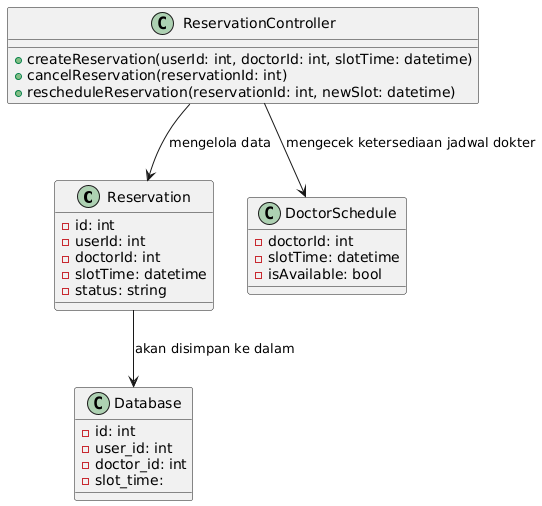 C ReservationController
createReservation(userId: int, doctorId: int, slotTime: datetime)
cancelReservation(reservationId: int)
rescheduleReservation(reservationId: int, newSlot: datetime)
mengelola data
mengecek ketersediaan jadwal dokter
C Reservation
id: int
userId: int
doctorId: int
slotTime: datetime
status: string
C DoctorSchedule
doctorId: int
slotTime: datetime
isAvailable: bool
akan disimpan ke dalam
C Database
id: int
user_id: int
doctor_id: int
slot_time: